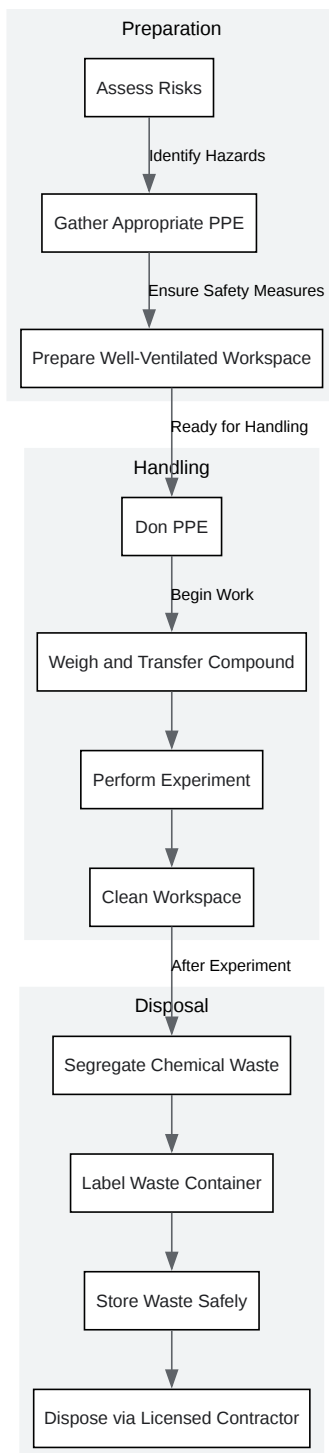 Preparation
Assess Risks
Identify Hazards
Gather Appropriate PPE
Ensure Safety Measures
Prepare Well-Ventilated Workspace
Ready for Handling
Handling
Don PPE
Begin Work
Weigh and Transfer Compound
Perform Experiment
Clean Workspace
After Experiment
Disposal
Segregate Chemical Waste
Label Waste Container
Store Waste Safely
Dispose via Licensed Contractor